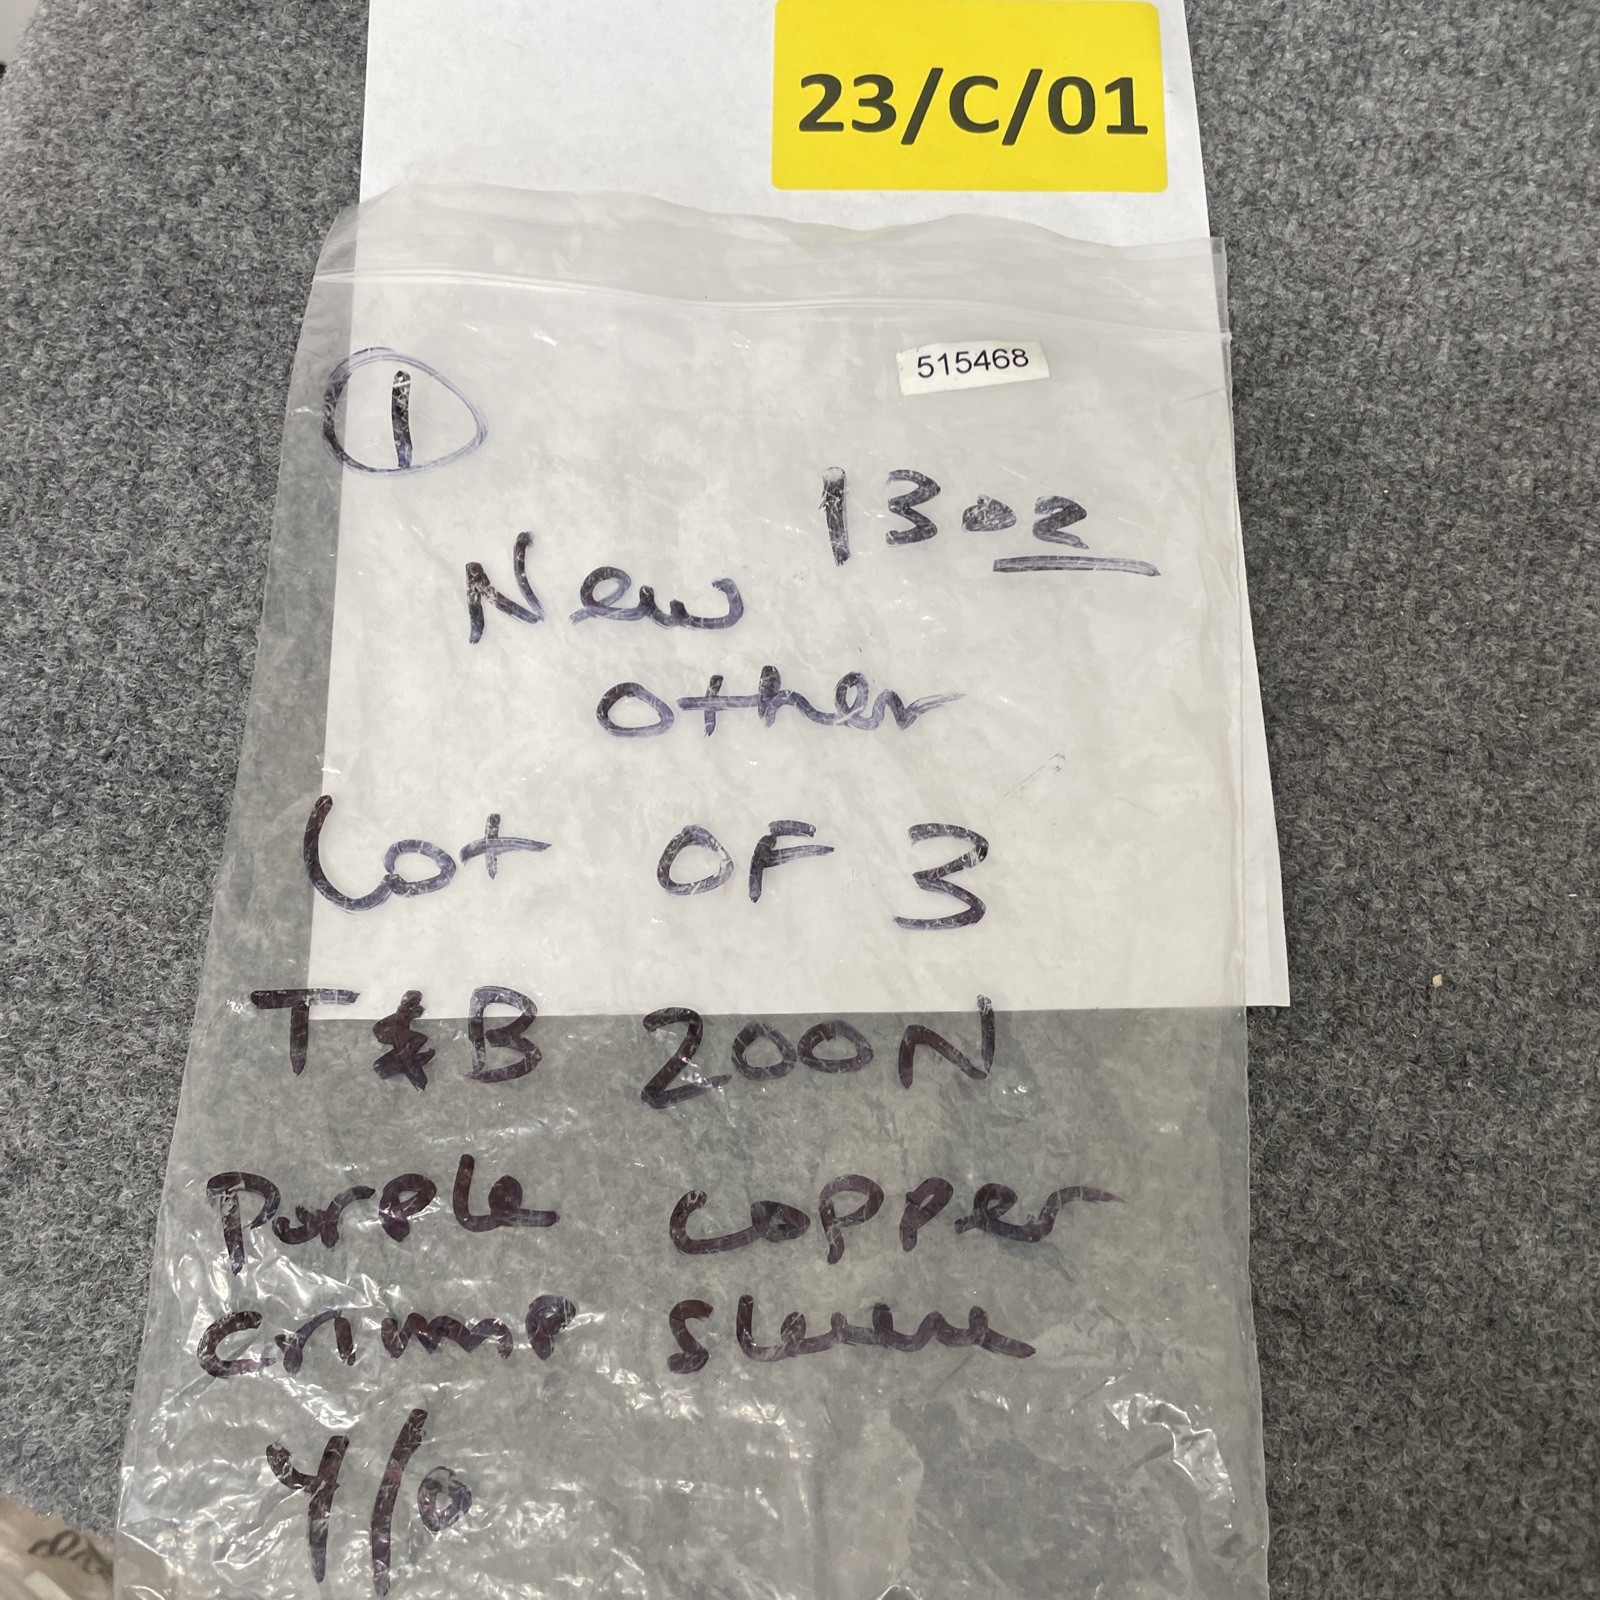 23/C/01
515468
1
13oz
New
other
Lot OF 3
T&B 200N
Purple copper
crimp sleeve
4/0